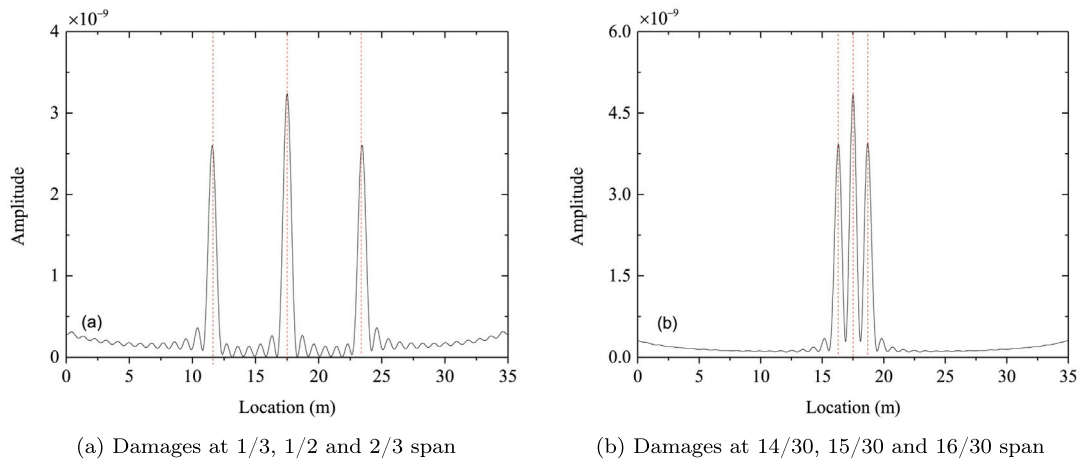 ×10⁻⁹
4
3
2
1
0
Amplitude
(a)
0 5 10 15 20 25 30 35
Location (m)
(a) Damages at 1/3, 1/2 and 2/3 span
×10⁻⁹
6.0
4.5
3.0
1.5
0.0
Amplitude
(b)
0 5 10 15 20 25 30 35
Location (m)
(b) Damages at 14/30, 15/30 and 16/30 span